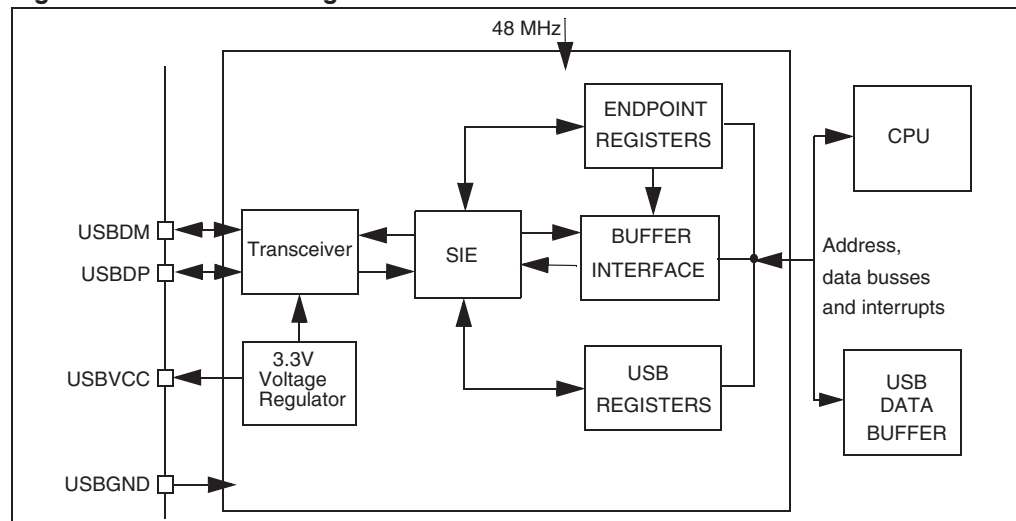 48 MHz
ENDPOINT
REGISTERS
CPU
USBDM
USBDP
Transceiver
SIE
BUFFER
INTERFACE
Address,
data busses
and interrupts
USBVCC
3.3V
Voltage
Regulator
USB
REGISTERS
USB
DATA
BUFFER
USBGND